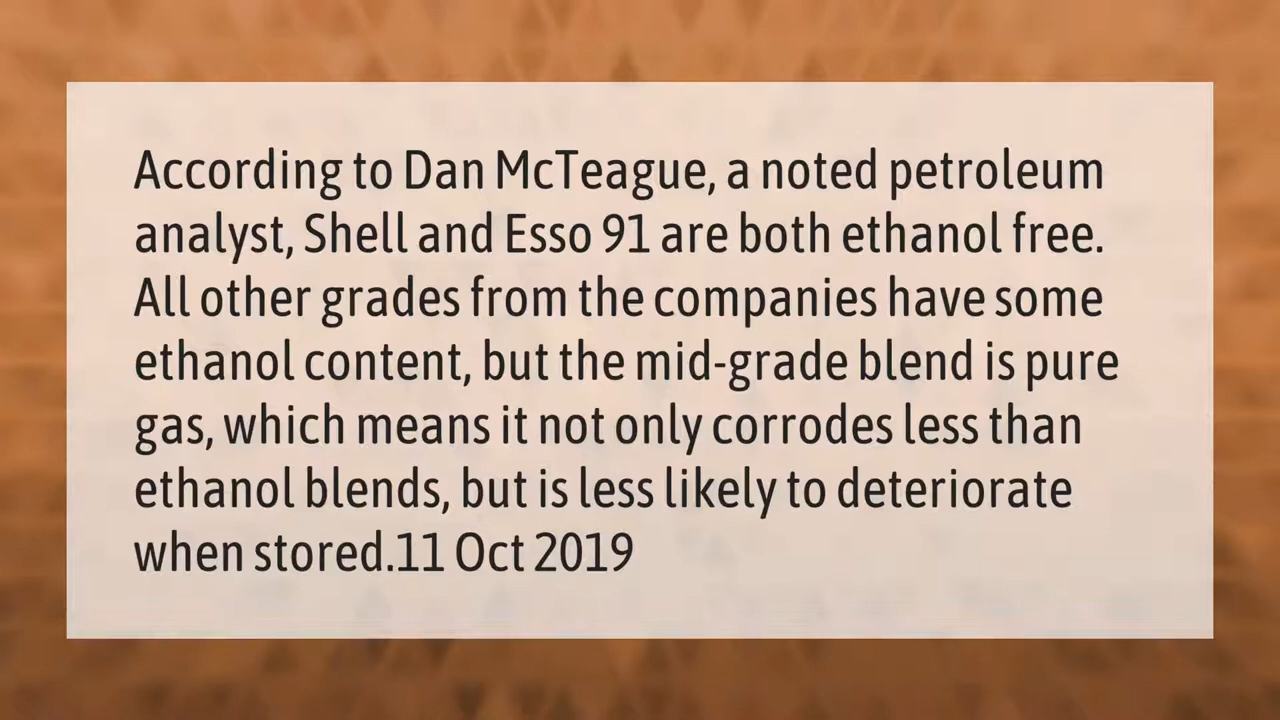 According to Dan McTeague, a noted petroleum
analyst, Shell and Esso 91 are both ethanol free.
All other grades from the companies have some
ethanol content, but the mid-grade blend is pure
gas, which means it not only corrodes less than
ethanol blends, but is less likely to deteriorate
when stored.11 Oct 2019